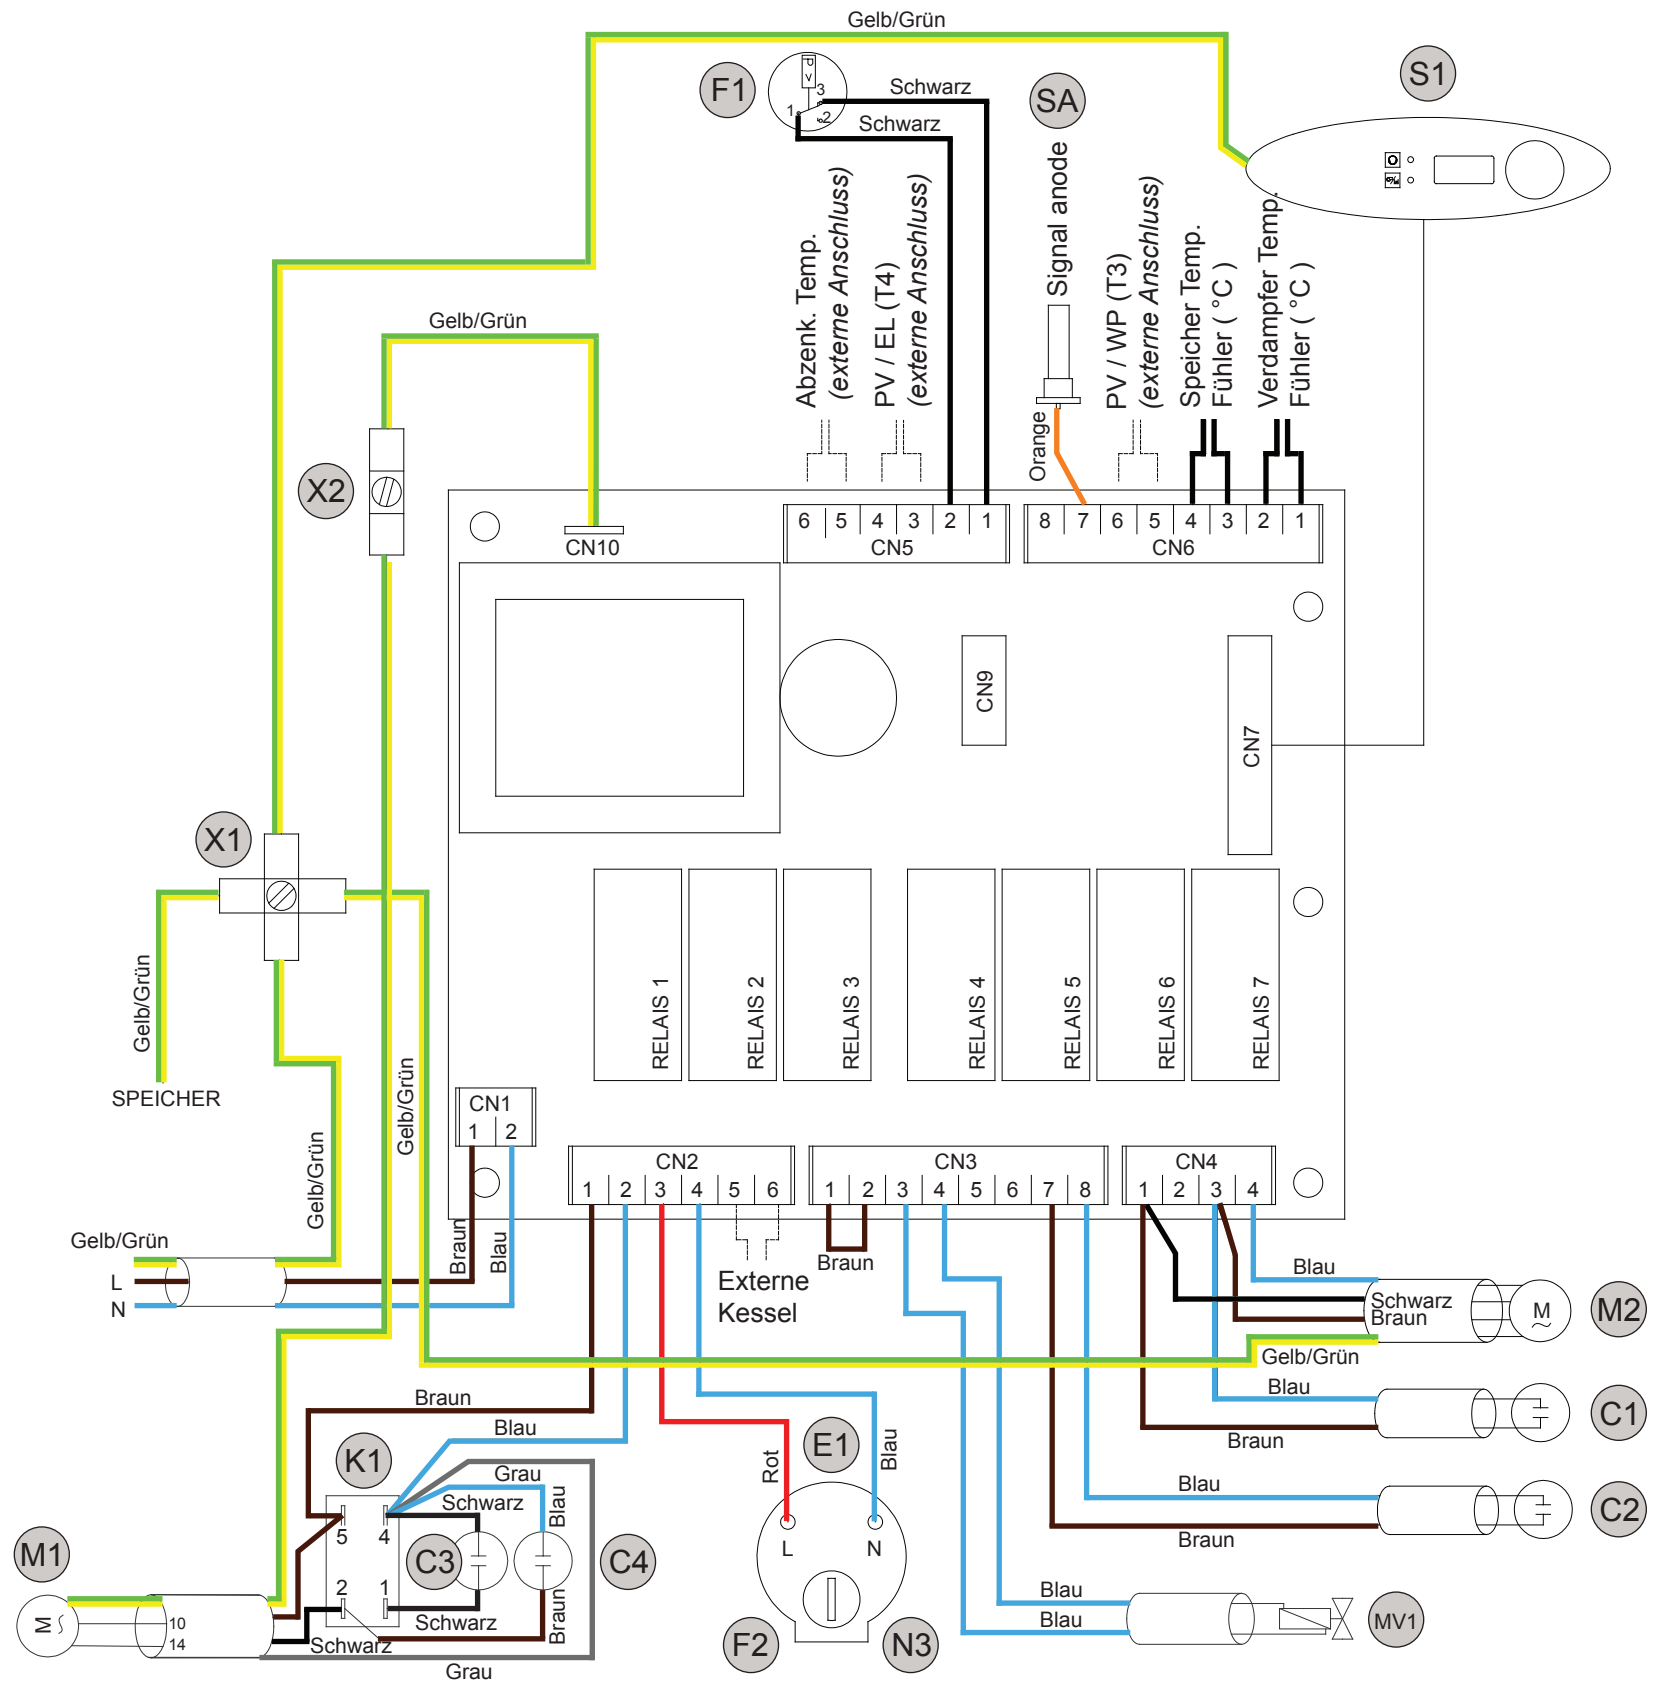 Gelb/Grün
S1
F1
P
V
3
1
2
Schwarz
Schwarz
SA
Signal anode
Orange
Abzenk. Temp.
(externe Anschluss)
PV / EL (T4)
(externe Anschluss)
PV / WP (T3)
(externe Anschluss)
Speicher Temp.
Fühler ( °C )
Verdampfer Temp.
Fühler ( °C )
Gelb/Grün
X2
CN10
6 5 4 3 2 1
CN5
8 7 6 5 4 3 2 1
CN6
CN9
CN7
X1
Gelb/Grün
SPEICHER
Gelb/Grün
Gelb/Grün
RELAIS 1
RELAIS 2
RELAIS 3
RELAIS 4
RELAIS 5
RELAIS 6
RELAIS 7
CN1
1 2
CN2
1 2 3 4 5 6
CN3
1 2 3 4 5 6 7 8
CN4
1 2 3 4
Gelb/Grün
L
N
Braun
Blau
Externe
Kessel
Braun
Blau
Schwarz
Braun
Gelb/Grün
M
M2
Blau
Braun
C1
Blau
Braun
C2
Braun
Blau
K1
Grau
Schwarz
Blau
5 4
2 1
C3
C4
Schwarz
Schwarz
Braun
Grau
M1
M
10
14
Rot
E1
Blau
L
N
F2
N3
Blau
Blau
MV1